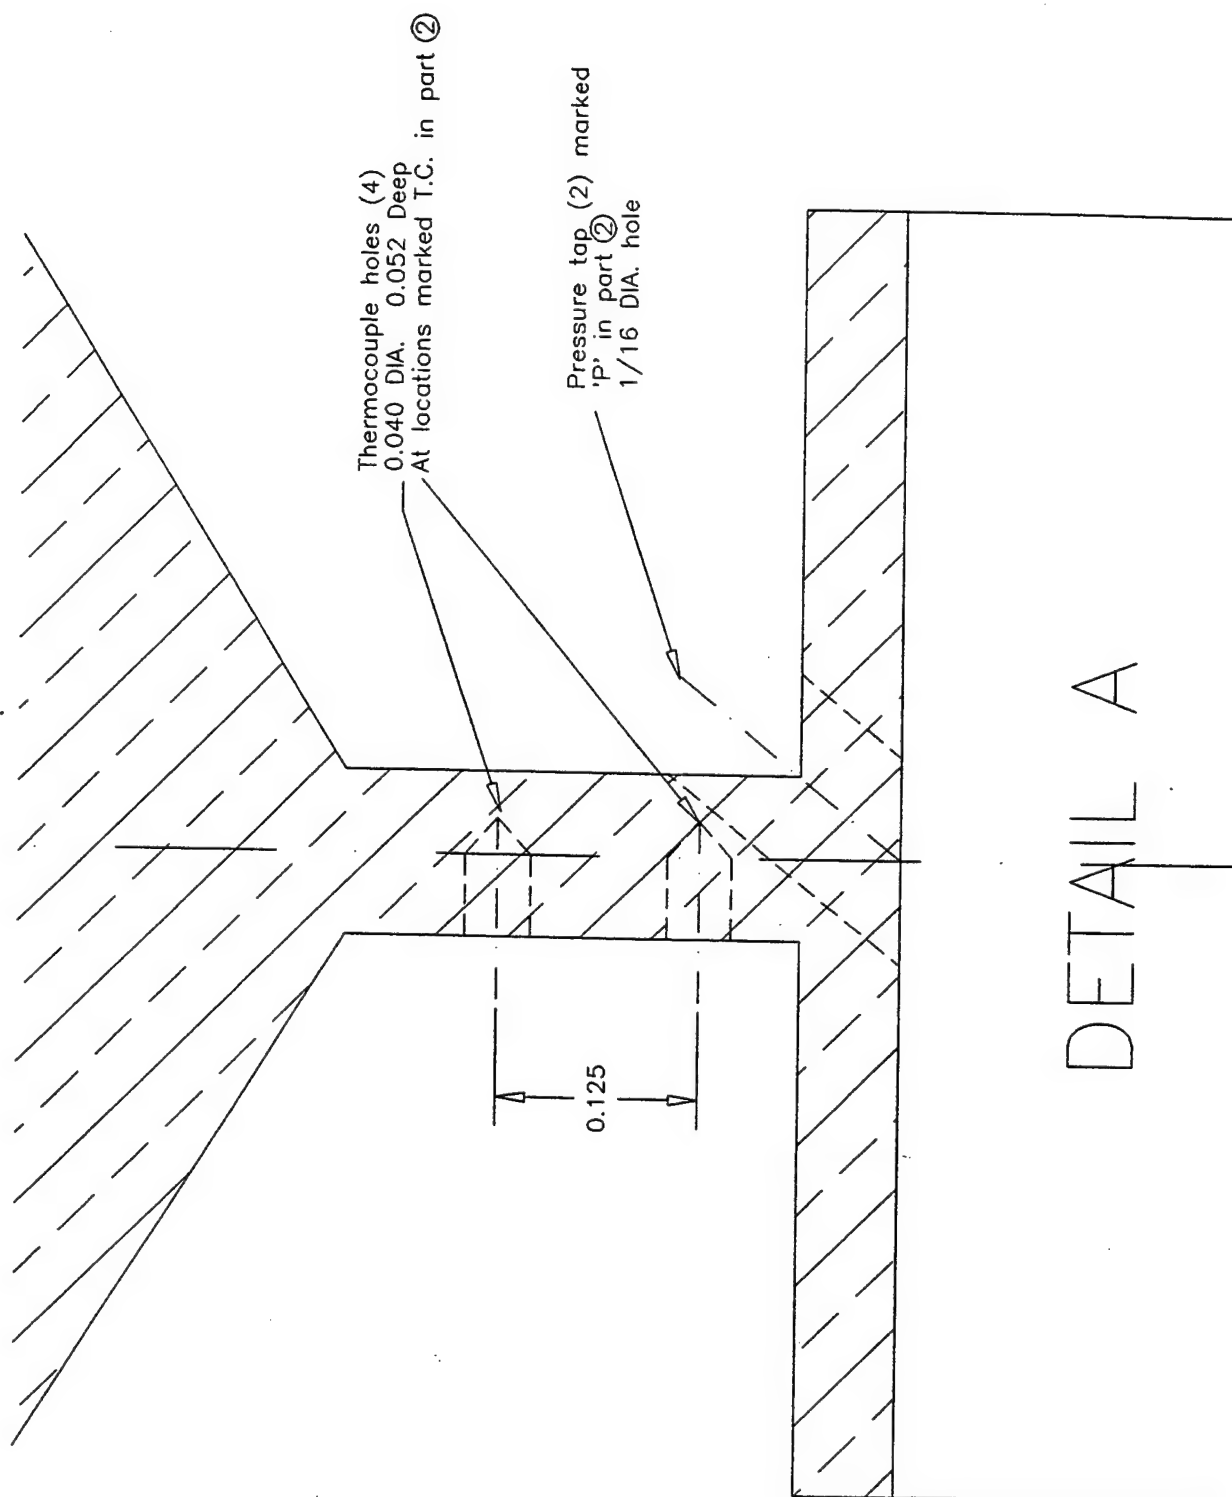 Thermocouple holes (4)
0.040 DIA. 0.052 Deep
At locations marked T.C. in part ②
Pressure tap (2) marked
'P' in part ②
1/16 DIA. hole
0.125
DETAIL A